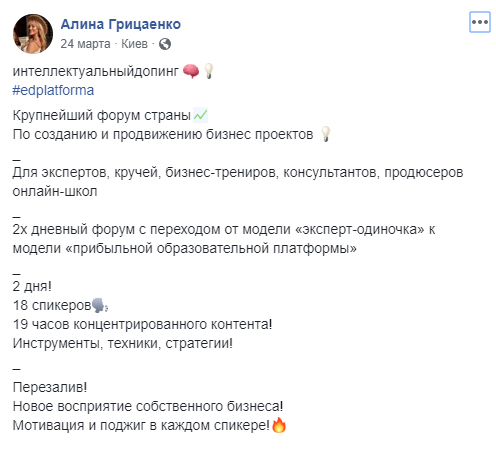 Алина Грицаенко
24 марта · Киев ·
интеллектуальныйдопинг 🧠💡
#edplatforma
Крупнейший форум страны💹
По созданию и продвижению бизнес проектов 💡
_
Для экспертов, кручей, бизнес-трениров, консультантов, продюсеров
онлайн-школ
_
2х дневный форум с переходом от модели «эксперт-одиночка» к
модели «прибыльной образовательной платформы»
_
2 дня!
18 спикеров🗣
19 часов концентрированного контента!
Инструменты, техники, стратегии!
_
Перезалив!
Новое восприятие собственного бизнеса!
Мотивация и поджиг в каждом спикере!🔥